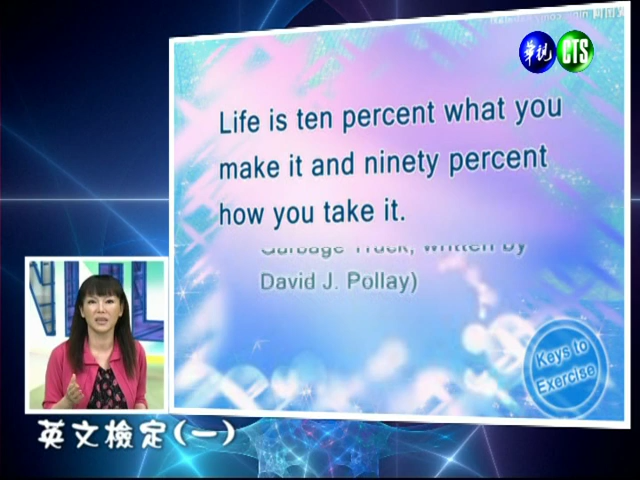 華視 CTS
Life is ten percent what you
make it and ninety percent
how you take it.
Garbage Truck, written by
David J. Pollay)
Keys to
Exercise
英文檢定(一)